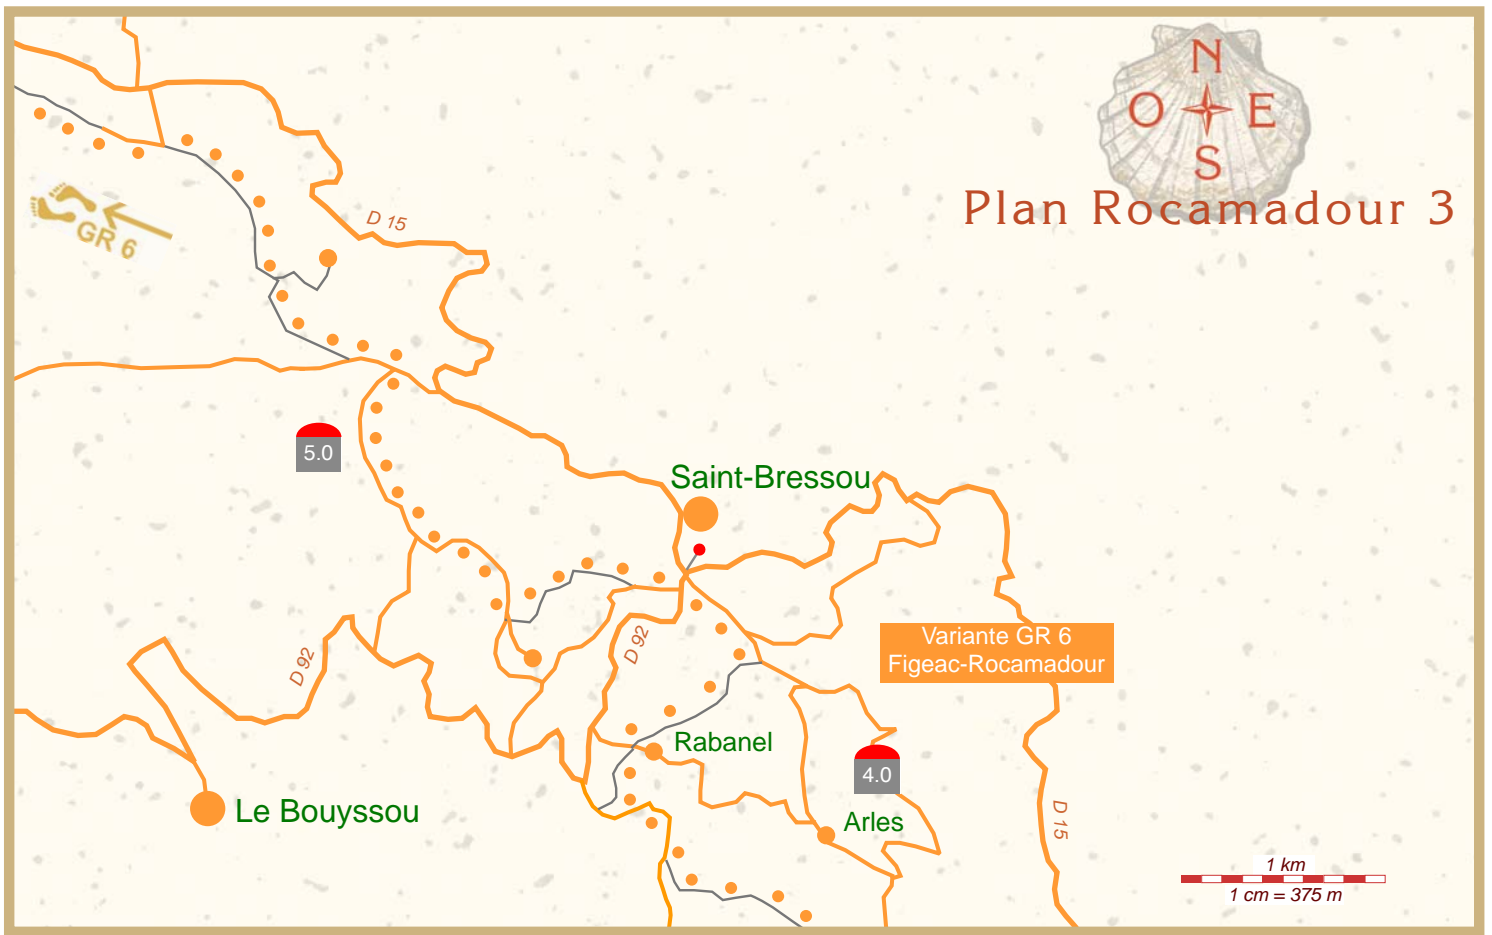 N
O E
S
Plan Rocamadour 3
GR 6
D 15
5.0
Saint-Bressou
Variante GR 6
Figeac-Rocamadour
D 92
D 92
Rabanel
4.0
Le Bouyssou
Arles
D 15
1 km
1 cm = 375 m